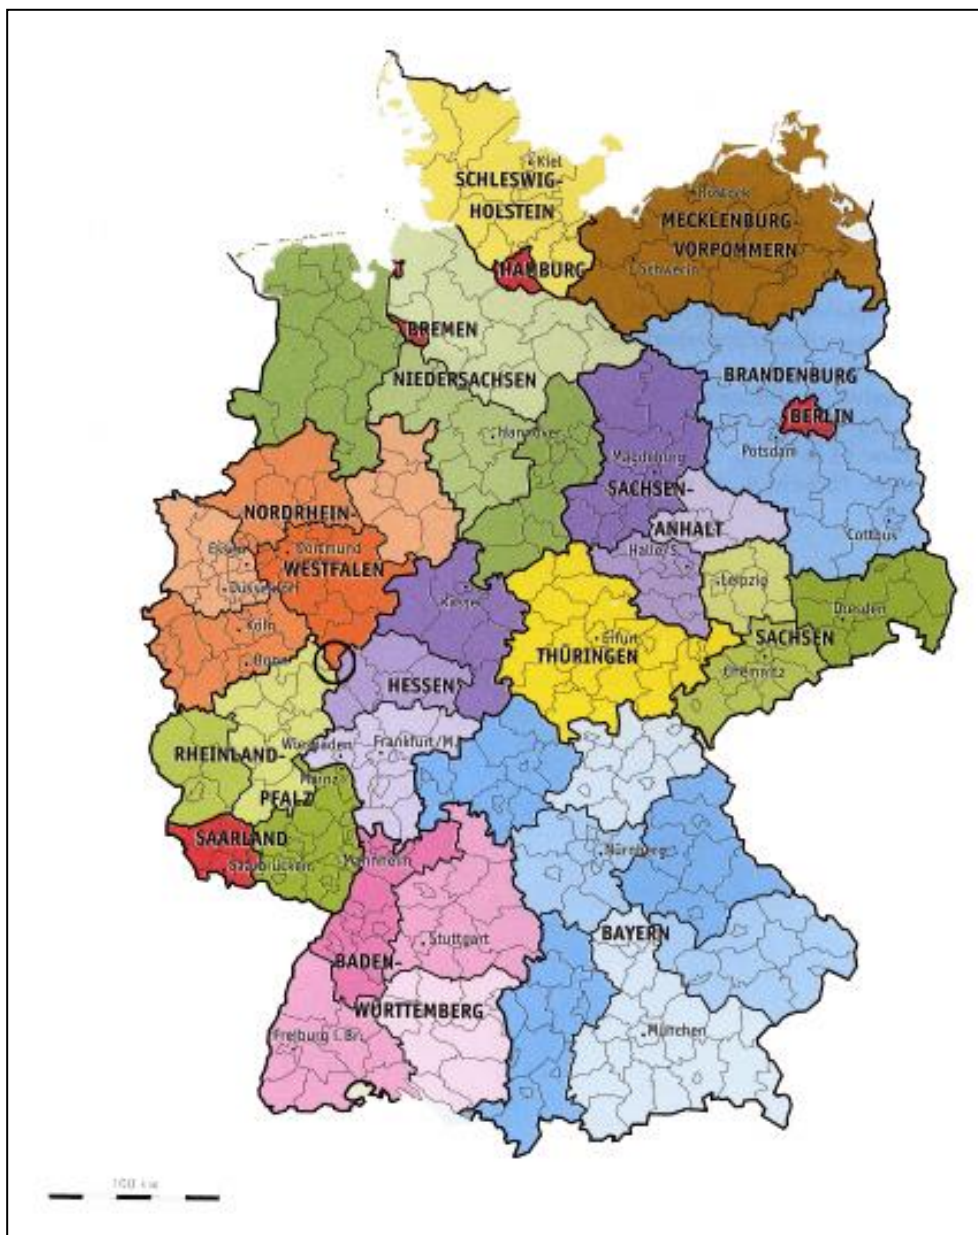 Kiel
SCHLESWIG-
HOLSTEIN
Rostock
MECKLENBURG-
VORPOMMERN
Schwerin
HAMBURG
BREMEN
NIEDERSACHSEN
Hannover
BRANDENBURG
BERLIN
Potsdam
Cottbus
Magdeburg
SACHSEN-
ANHALT
Halle/S.
NORDRHEIN-
WESTFALEN
Essen
Dortmund
Düsseldorf
Köln
Bonn
Kassel
HESSEN
Leipzig
Dresden
SACHSEN
Chemnitz
Erfurt
THÜRINGEN
Wiesbaden
Frankfurt/M.
RHEINLAND-
PFALZ
Mainz
SAARLAND
Saarbrücken
Mannheim
Nürnberg
BAYERN
Stuttgart
BADEN-
WÜRTTEMBERG
Freiburg i. Br.
München
100 km